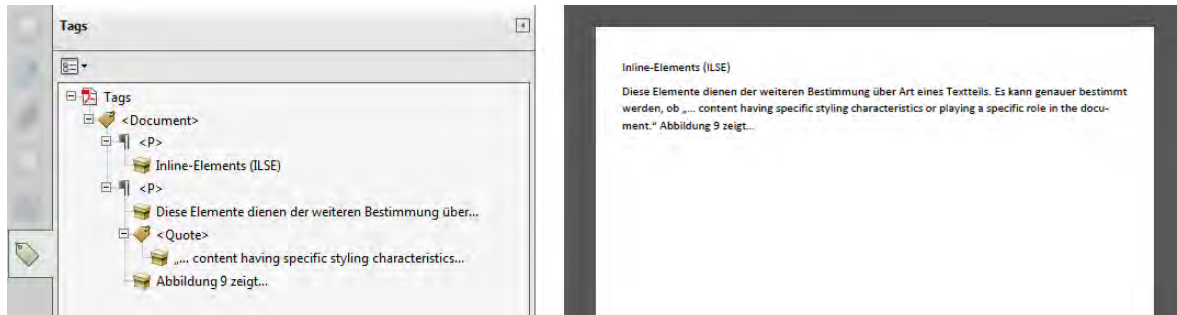 Tags
Tags
<Document>
<P>
Inline-Elements (ILSE)
<P>
Diese Elemente dienen der weiteren Bestimmung über...
<Quote>
„... content having specific styling characteristics...
Abbildung 9 zeigt...
Inline-Elements (ILSE)
Diese Elemente dienen der weiteren Bestimmung über Art eines Textteils. Es kann genauer bestimmt
werden, ob „... content having specific styling characteristics or playing a specific role in the docu-
ment.“ Abbildung 9 zeigt...